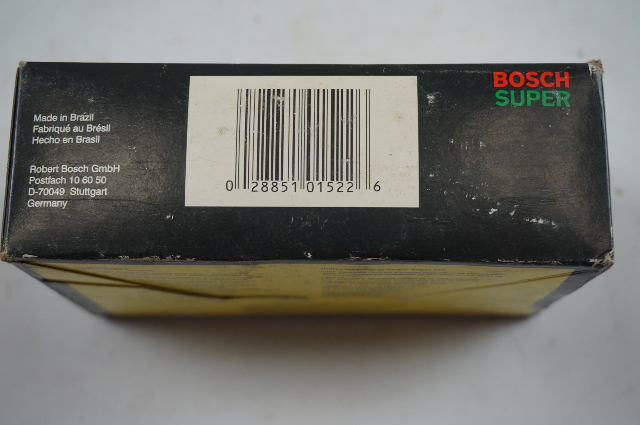 Made in Brazil
Fabriqué au Brésil
Hecho en Brasil
Robert Bosch GmbH
Postfach 10 60 50
D-70049 Stuttgart
Germany
0 28851 01522 6
BOSCH
SUPER